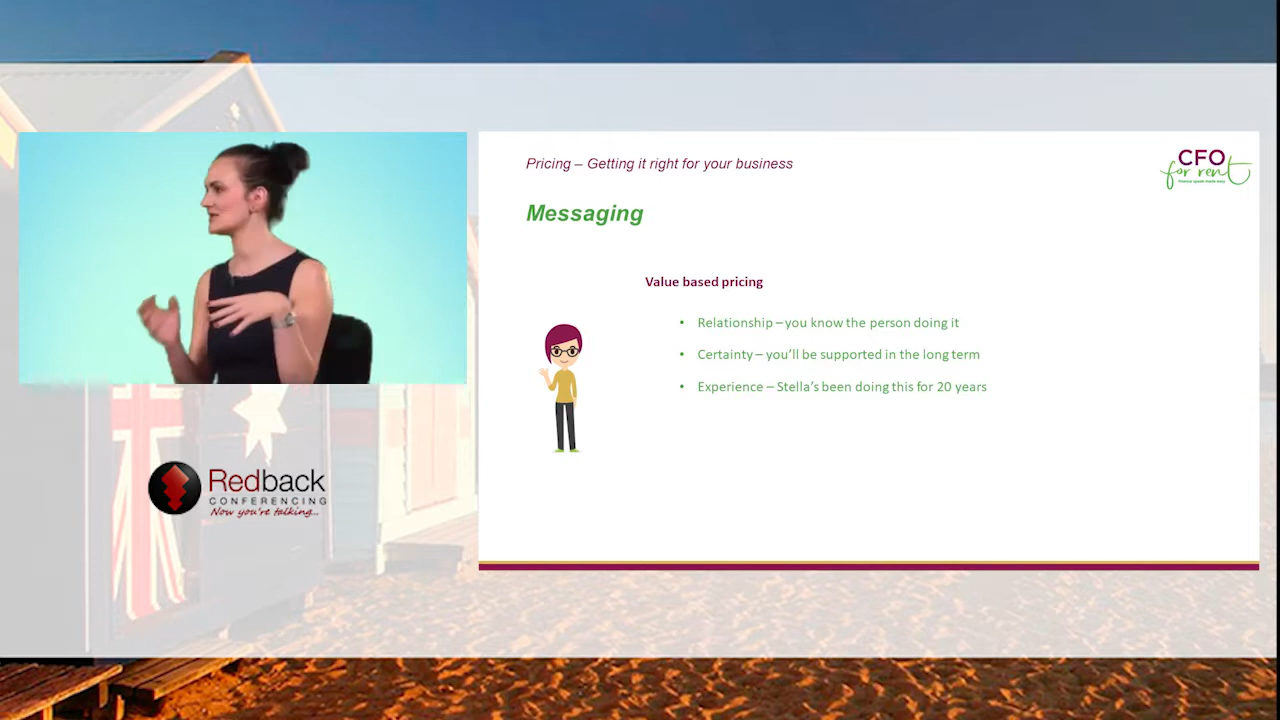 Pricing – Getting it right for your business
CFO
for rent
Messaging
Value based pricing
• Relationship – you know the person doing it
• Certainty – you'll be supported in the long term
• Experience – Stella's been doing this for 20 years
Redback
CONFERENCING
Now you're talking...